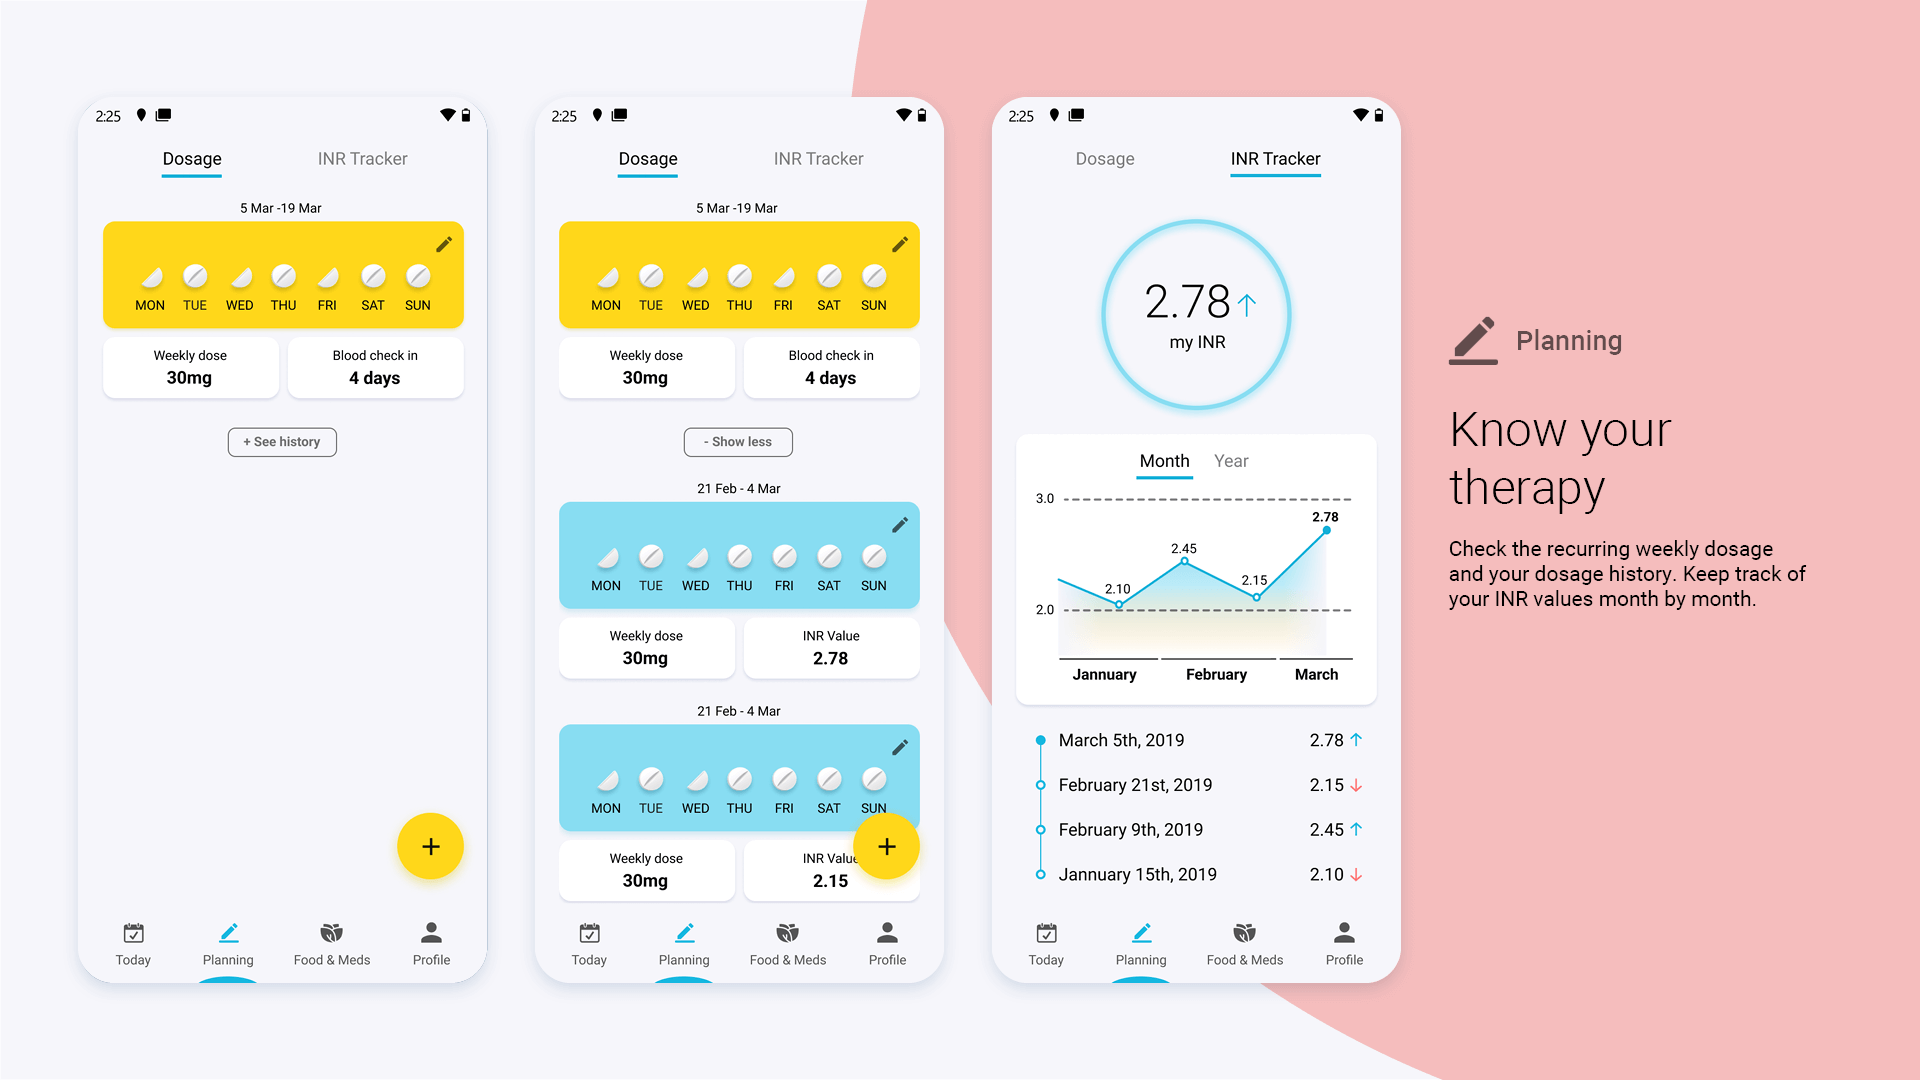 2:25
Dosage INR Tracker
5 Mar -19 Mar
MON TUE WED THU FRI SAT SUN
Weekly dose Blood check in
30mg 4 days
+ See history
+
Today Planning Food & Meds Profile
2:25
Dosage INR Tracker
5 Mar -19 Mar
MON TUE WED THU FRI SAT SUN
Weekly dose Blood check in
30mg 4 days
- Show less
21 Feb - 4 Mar
MON TUE WED THU FRI SAT SUN
Weekly dose INR Value
30mg 2.78
21 Feb - 4 Mar
MON TUE WED THU FRI SAT SUN
Weekly dose INR Value
30mg 2.15
+
Today Planning Food & Meds Profile
2:25
Dosage INR Tracker
2.78
my INR
Month Year
3.0
2.78
2.45
2.15
2.10
2.0
Jannuary February March
March 5th, 2019 2.78
February 21st, 2019 2.15
February 9th, 2019 2.45
Jannuary 15th, 2019 2.10
Today Planning Food & Meds Profile
Planning
Know your
therapy
Check the recurring weekly dosage
and your dosage history. Keep track of
your INR values month by month.